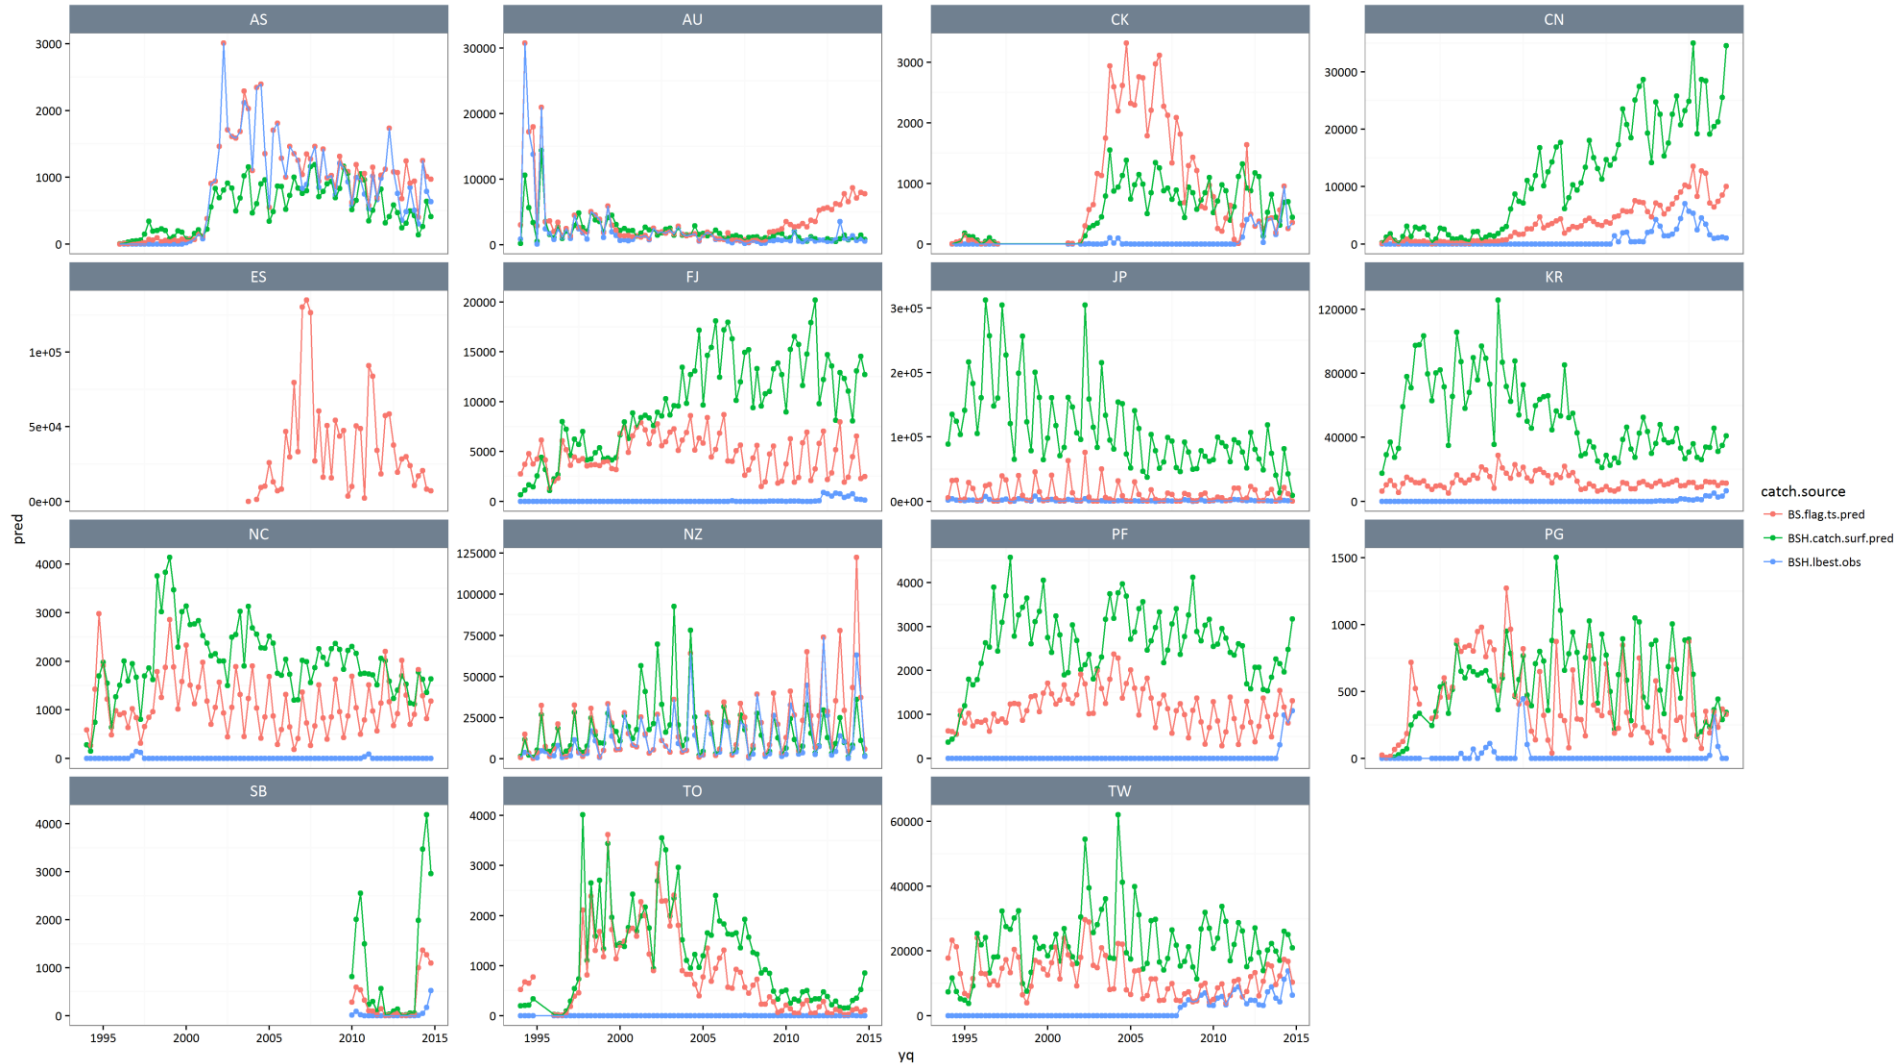 AS AU CK CN
3000
2000
1000
0
30000
20000
10000
0
3000
2000
1000
0
30000
20000
10000
0
ES FJ JP KR
1e+05
5e+04
0e+00
20000
15000
10000
5000
0
3e+05
2e+05
1e+05
0e+00
120000
80000
40000
0
pred
catch.source
BS.flag.ts.pred
BSH.catch.surf.pred
BSH.lbest.obs
NC NZ PF PG
4000
3000
2000
1000
0
125000
100000
75000
50000
25000
0
4000
3000
2000
1000
0
1500
1000
500
0
SB TO TW
4000
3000
2000
1000
0
4000
3000
2000
1000
0
60000
40000
20000
0
1995 2000 2005 2010 2015
1995 2000 2005 2010 2015
1995 2000 2005 2010 2015
yq